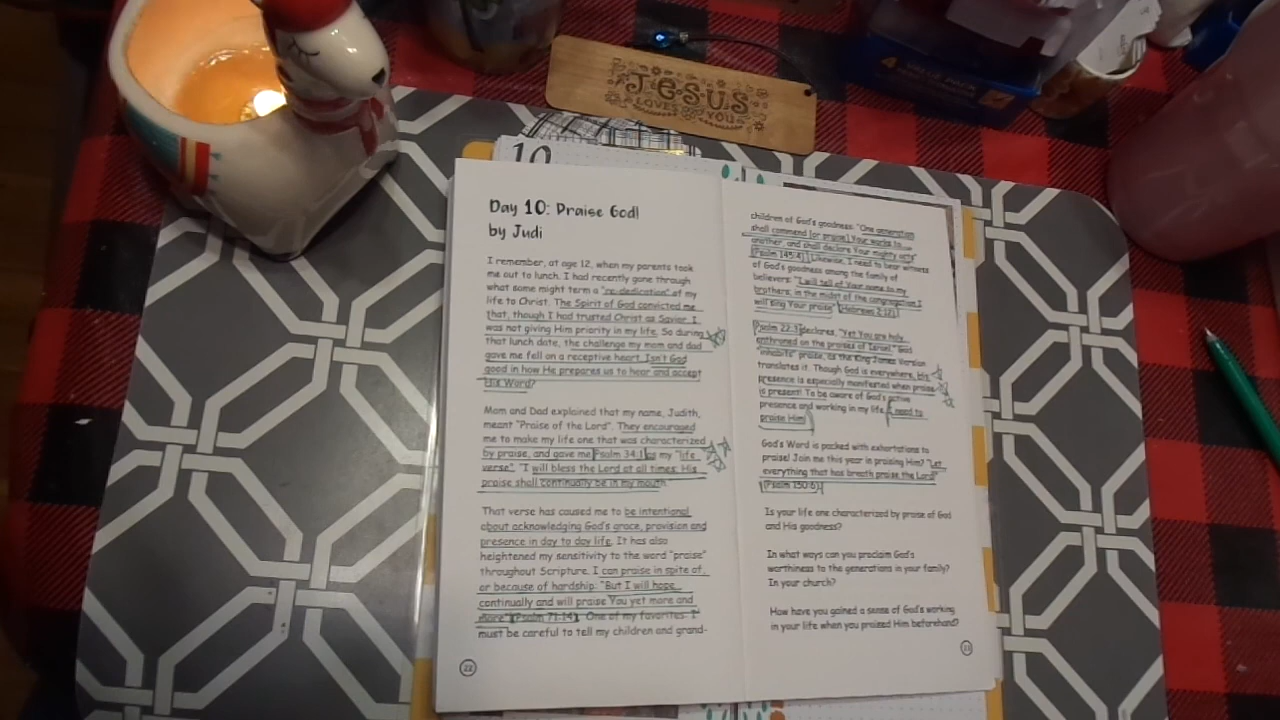 JESUS
LOVES YOU
4
VALUE PACK
10
Day 10: Praise God!
by Judi
I remember, at age 12, when my parents took
me out to lunch. I had recently gone through
what some might term a "re-dedication" of my
life to Christ. The Spirit of God convicted me
that, though I had trusted Christ as Savior, I
was not giving Him priority in my life. So during
that lunch date, the challenge my mom and dad
gave me fell on a receptive heart. Isn't God
good in how He prepares us to hear and accept
His Word?
Mom and Dad explained that my name, Judith,
meant "Praise of the Lord". They encouraged
me to make my life one that was characterized
by praise, and gave me Psalm 34:1 as my "life
verse". "I will bless the Lord at all times; His
praise shall continually be in my mouth."
That verse has caused me to be intentional
about acknowledging God's grace, provision and
presence in day to day life. It has also
heightened my sensitivity to the word "praise"
throughout Scripture. I can praise in spite of,
or because of hardship: "But I will hope
continually and will praise You yet more and
more" (Psalm 71:14). One of my favorites- I
must be careful to tell my children and grand-
22
children of God's goodness: "One generation
shall commend [or praise] Your works to
another, and shall declare Your mighty acts"
(Psalm 145:4). Likewise, I need to bear witness
of God's goodness among the family of
believers: "I will tell of Your name to my
brothers; in the midst of the congregation I
will sing Your praise" (Hebrews 2:12).
Psalm 22:3 declares, "Yet You are holy,
enthroned on the praises of Israel." God
"inhabits" praise, as the King James Version
translates it. Though God is everywhere, His
presence is especially manifested when praise
is present! To be aware of God's active
presence and working in my life, I need to
praise Him!
God's Word is packed with exhortations to
praise! Join me this year in praising Him! "Let
everything that has breath praise the Lord"
(Psalm 150:6).
Is your life one characterized by praise of God
and His goodness?
In what ways can you proclaim God's
worthiness to the generations in your family?
In your church?
How have you gained a sense of God's working
in your life when you praised Him beforehand?
23